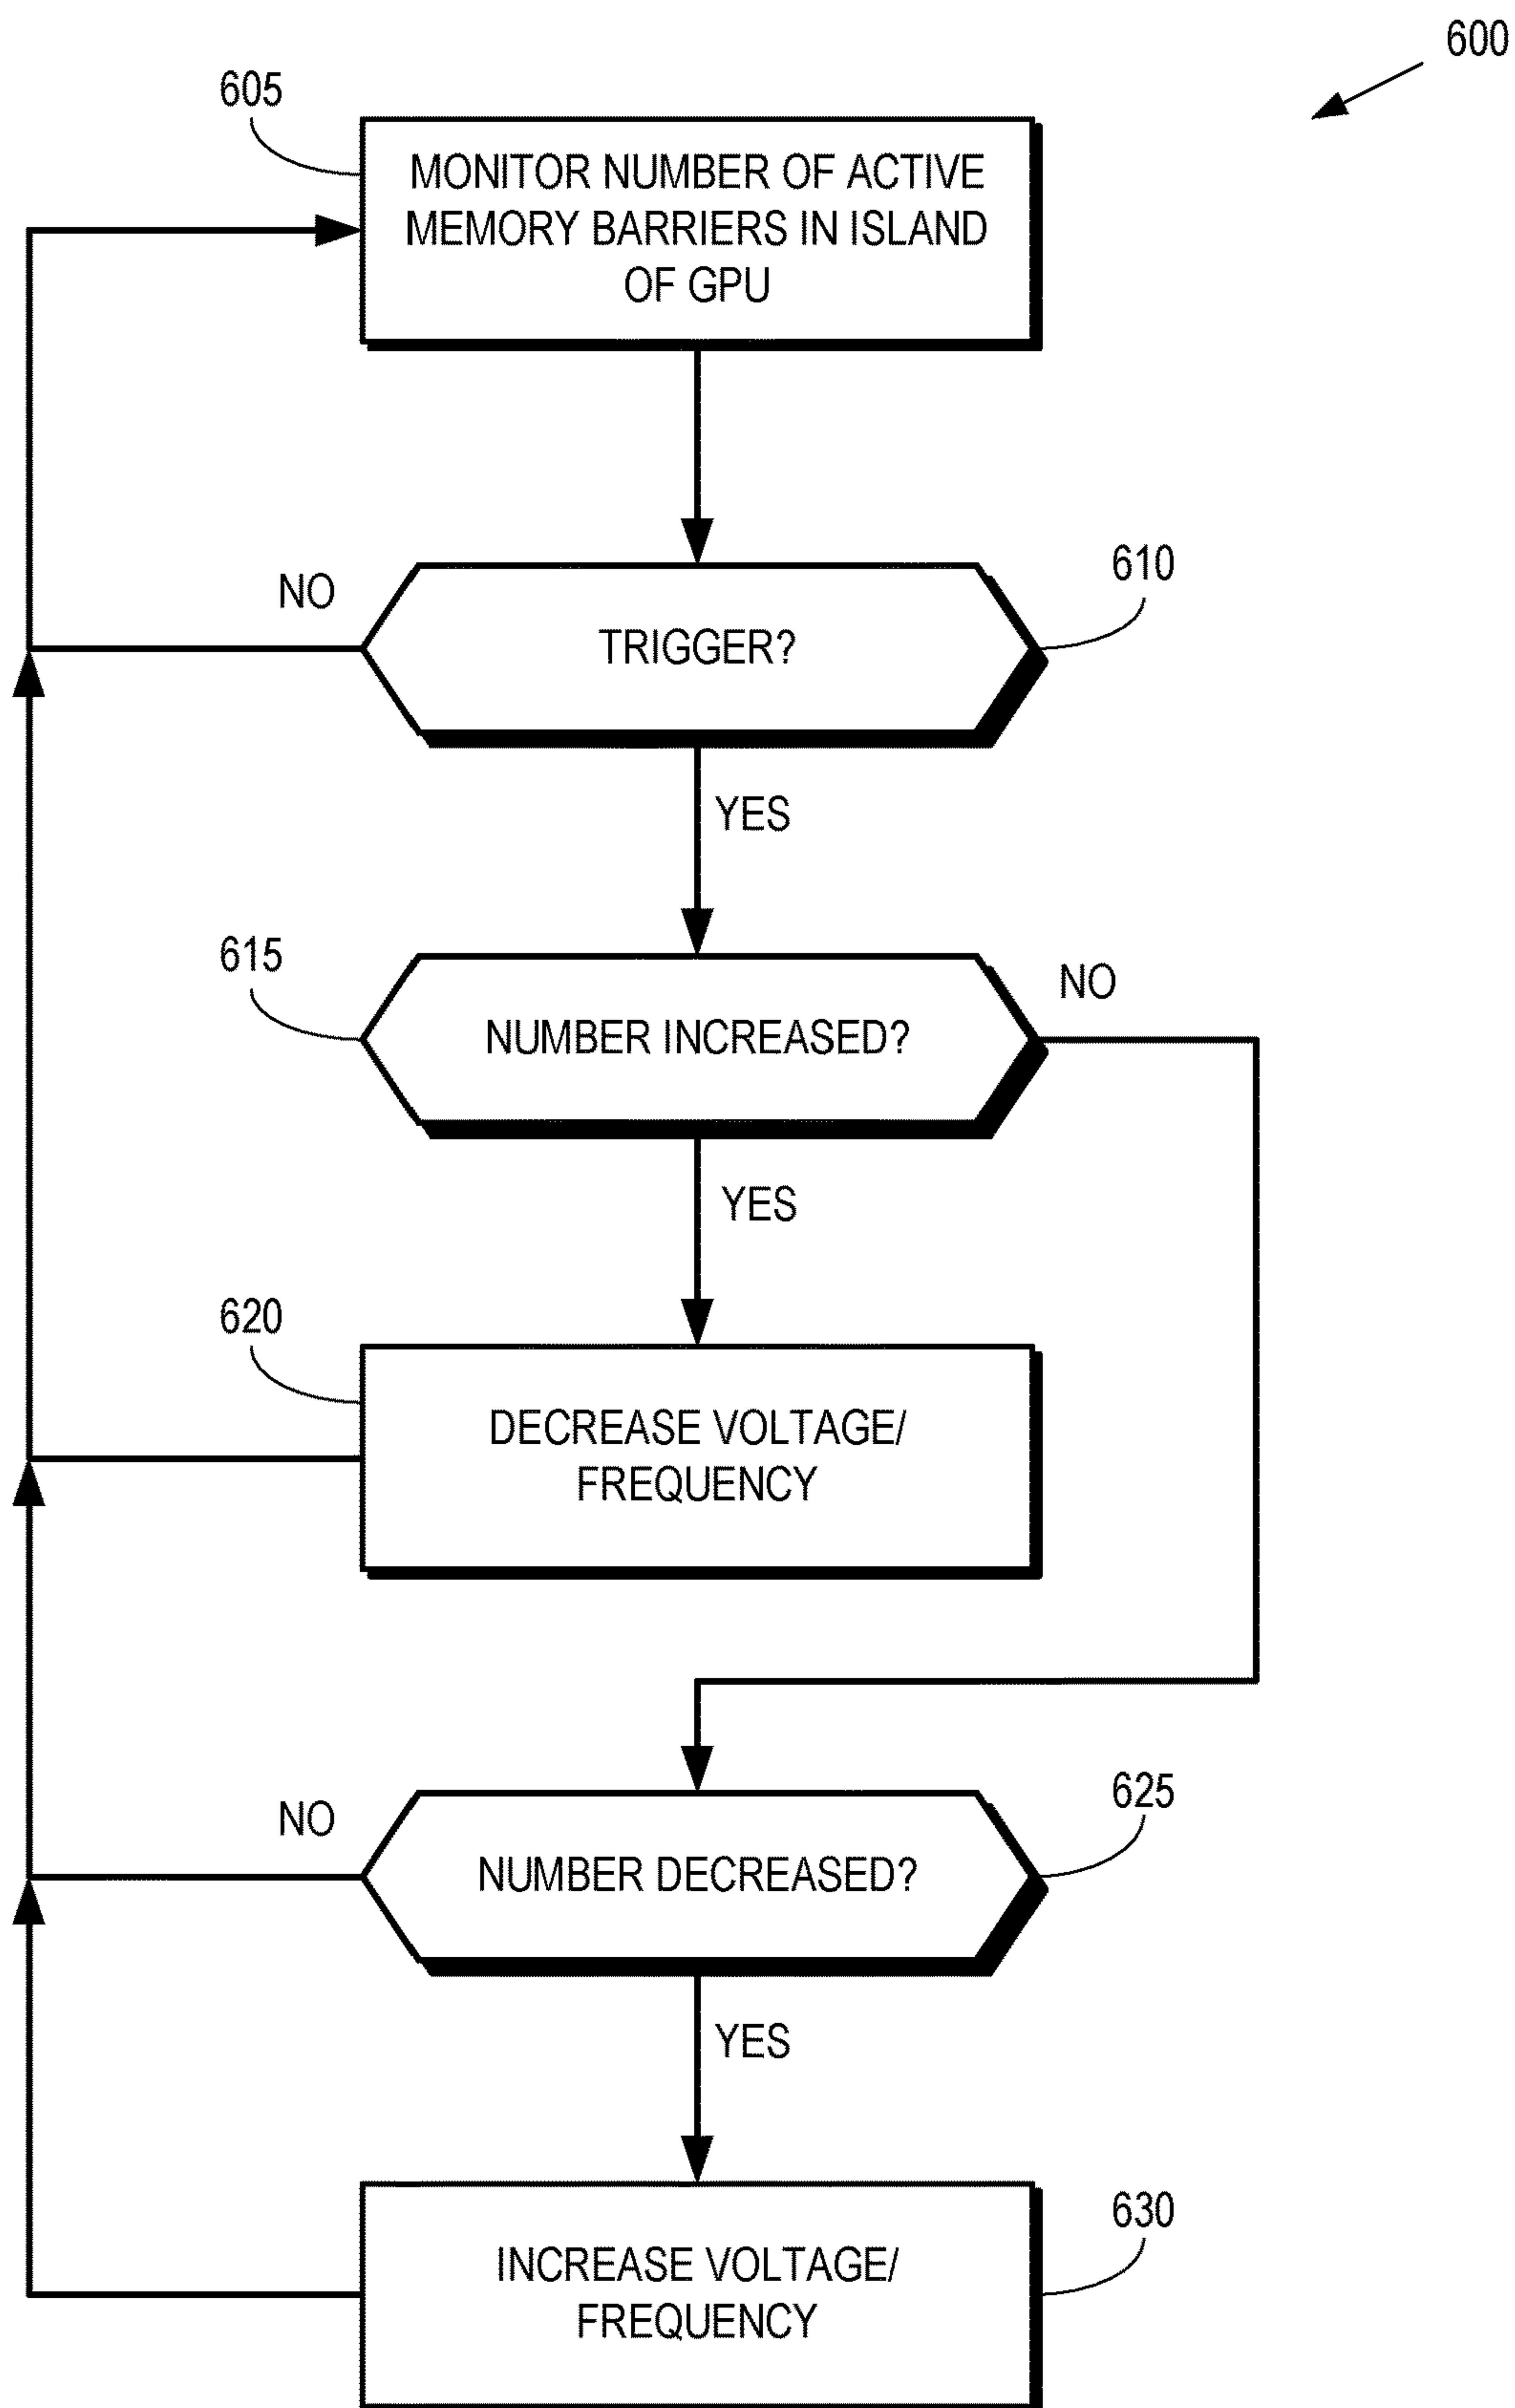 600
605
MONITOR NUMBER OF ACTIVE
MEMORY BARRIERS IN ISLAND
OF GPU
610
NO
TRIGGER?
YES
615
NO
NUMBER INCREASED?
YES
620
DECREASE VOLTAGE/
FREQUENCY
625
NO
NUMBER DECREASED?
YES
630
INCREASE VOLTAGE/
FREQUENCY